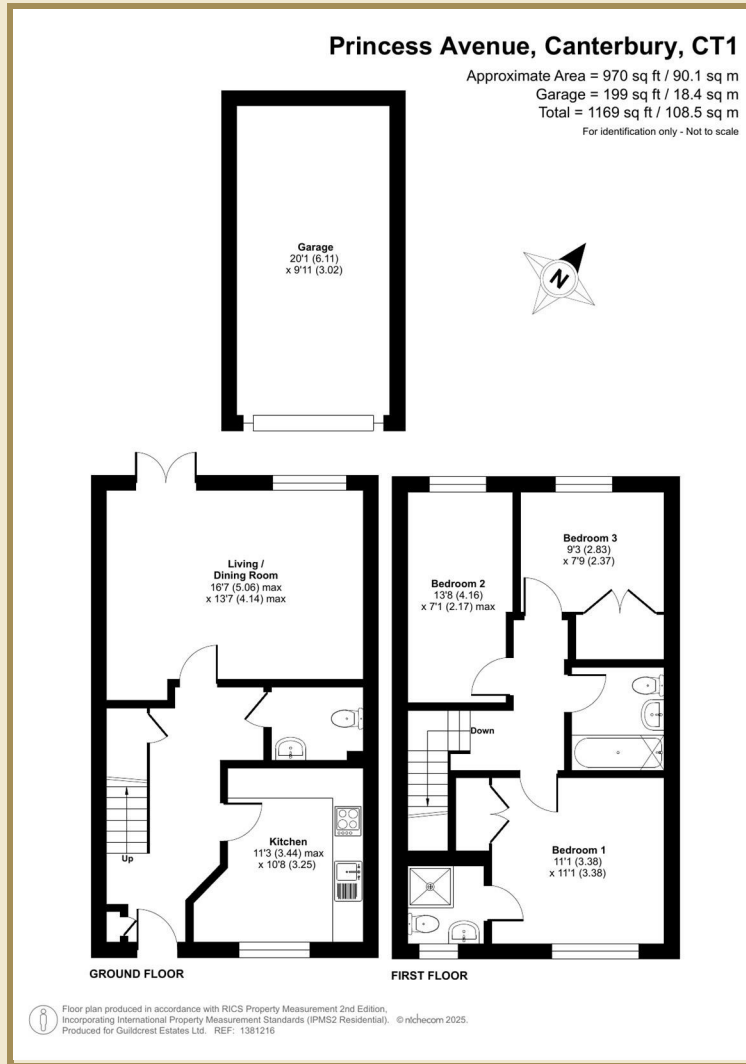 Princess Avenue, Canterbury, CT1
Approximate Area = 970 sq ft / 90.1 sq m
Garage = 199 sq ft / 18.4 sq m
Total = 1169 sq ft / 108.5 sq m
For identification only - Not to scale
Garage
20'1 (6.11)
x 9'11 (3.02)
N
Living /
Dining Room
16'7 (5.06) max
x 13'7 (4.14) max
Bedroom 2
13'8 (4.16)
x 7'1 (2.17) max
Bedroom 3
9'3 (2.83)
x 7'9 (2.37)
Down
Up
Kitchen
11'3 (3.44) max
x 10'8 (3.25)
Bedroom 1
11'1 (3.38)
x 11'1 (3.38)
GROUND FLOOR
FIRST FLOOR
Floor plan produced in accordance with RICS Property Measurement 2nd Edition,
Incorporating International Property Measurement Standards (IPMS2 Residential). © nichecom 2025.
Produced for Guildcrest Estates Ltd. REF: 1381216